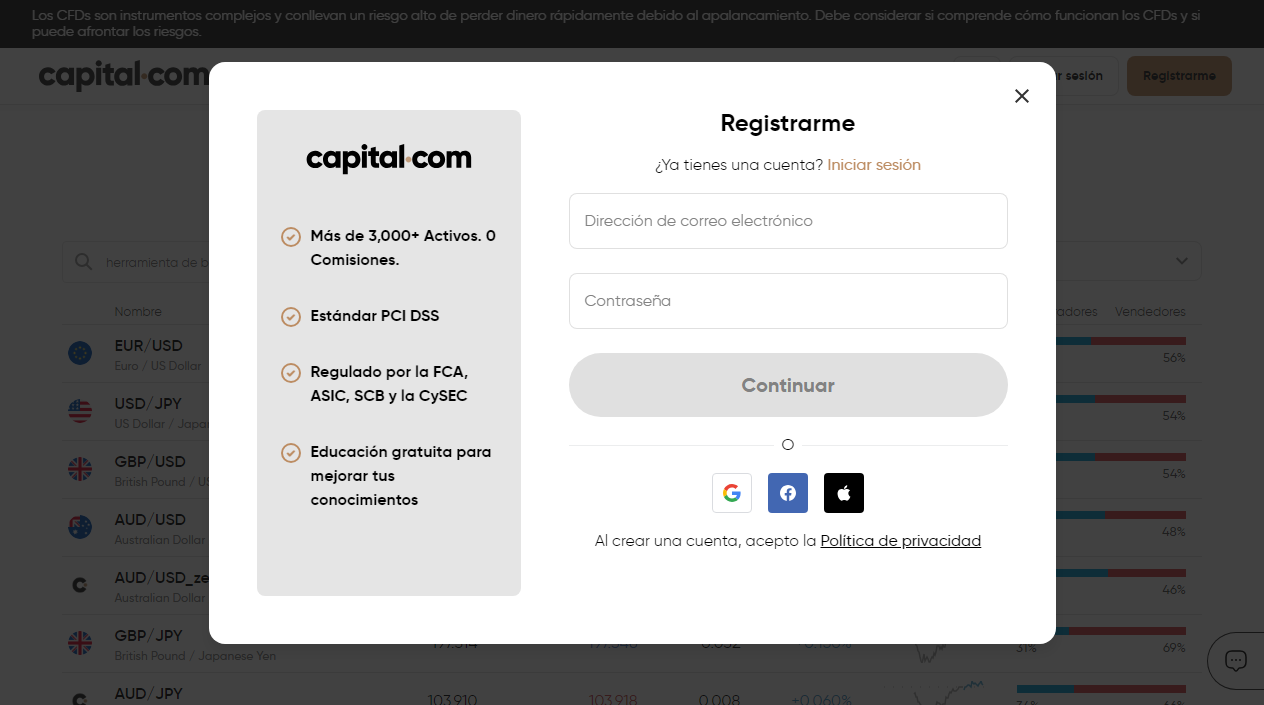 Los CFDs son instrumentos complejos y conllevan un riesgo alto de perder dinero rápidamente debido al apalancamiento. Debe considerar si comprende cómo funcionan los CFDs y si
puede afrontar los riesgos.
capital.com
r sesión
Registrarme
capital.com
Más de 3,000+ Activos. 0
Comisiones.
Estándar PCI DSS
Regulado por la FCA,
ASIC, SCB y la CySEC
Educación gratuita para
mejorar tus
conocimientos
Registrarme
¿Ya tienes una cuenta? Iniciar sesión
Dirección de correo electrónico
Contraseña
Continuar
O
Al crear una cuenta, acepto la Política de privacidad
herramienta de b
Nombre
adores Vendedores
EUR/USD
Euro / US Dollar
56%
USD/JPY
US Dollar / Japan
54%
GBP/USD
British Pound / US
54%
AUD/USD
Australian Dollar
48%
AUD/USD_ze
Australian Dollar
46%
GBP/JPY
British Pound / Japanese Yen
31% 69%
AUD/JPY
103.910 103.918 0.008 +0.060%